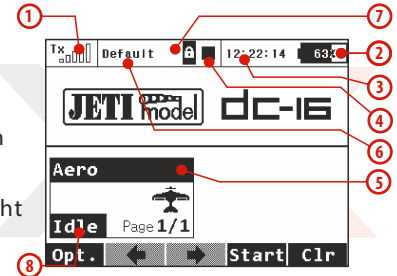 1
7
Tx Default 12:22:14 63%
2
3
JETI model dc-16
4
6
Aero
5
ht
Idle Page 1/1
8
Opt. Start Clr